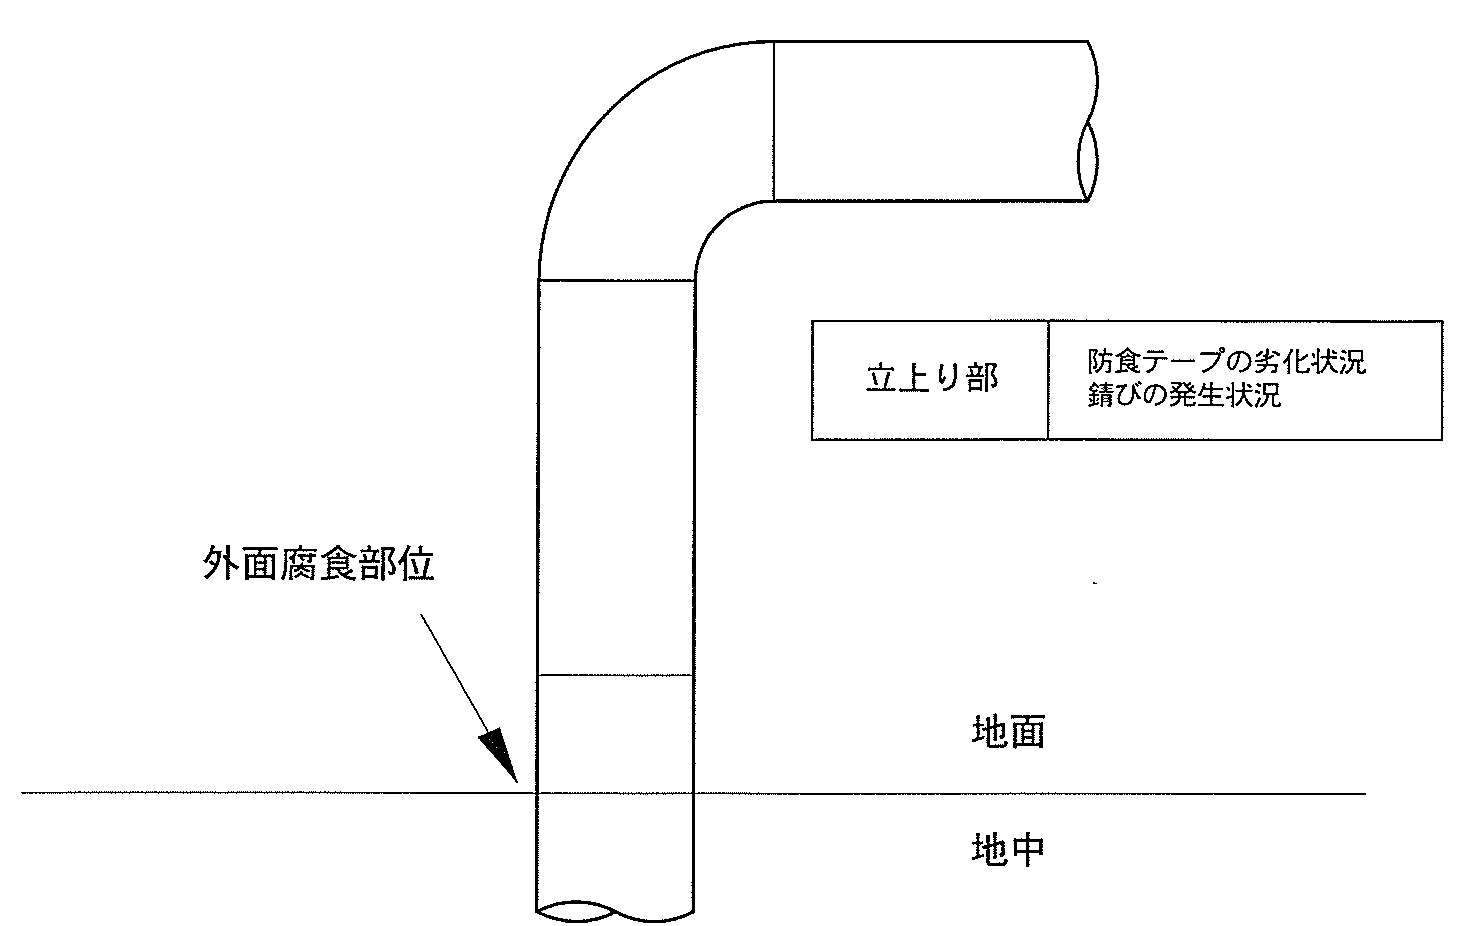 立上り部
防食テープの劣化状況
錆びの発生状況
外面腐食部位
地面
地中